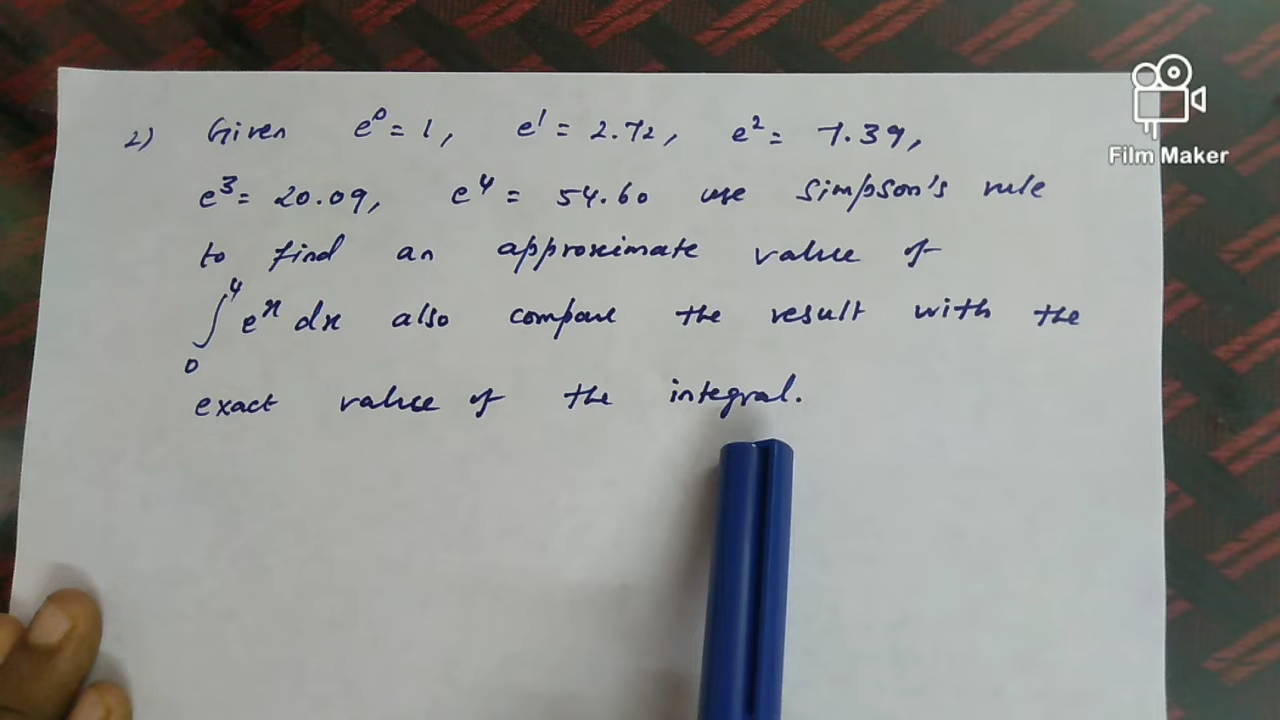 2) Given e⁰ = 1, e¹ = 2.72, e² = 7.39,
e³ = 20.09, e⁴ = 54.60 use Simpson's rule
to find an approximate value of
∫₀⁴ eˣ dx also compare the result with the
exact value of the integral.
Film Maker